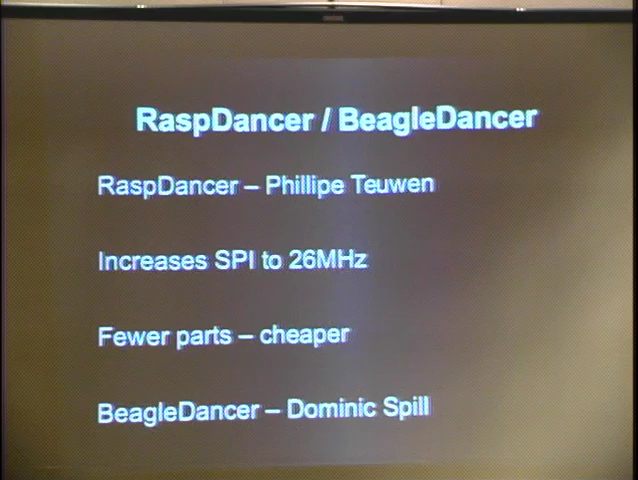 RaspDancer / BeagleDancer
RaspDancer – Phillipe Teuwen
Increases SPI to 26MHz
Fewer parts – cheaper
BeagleDancer – Dominic Spill